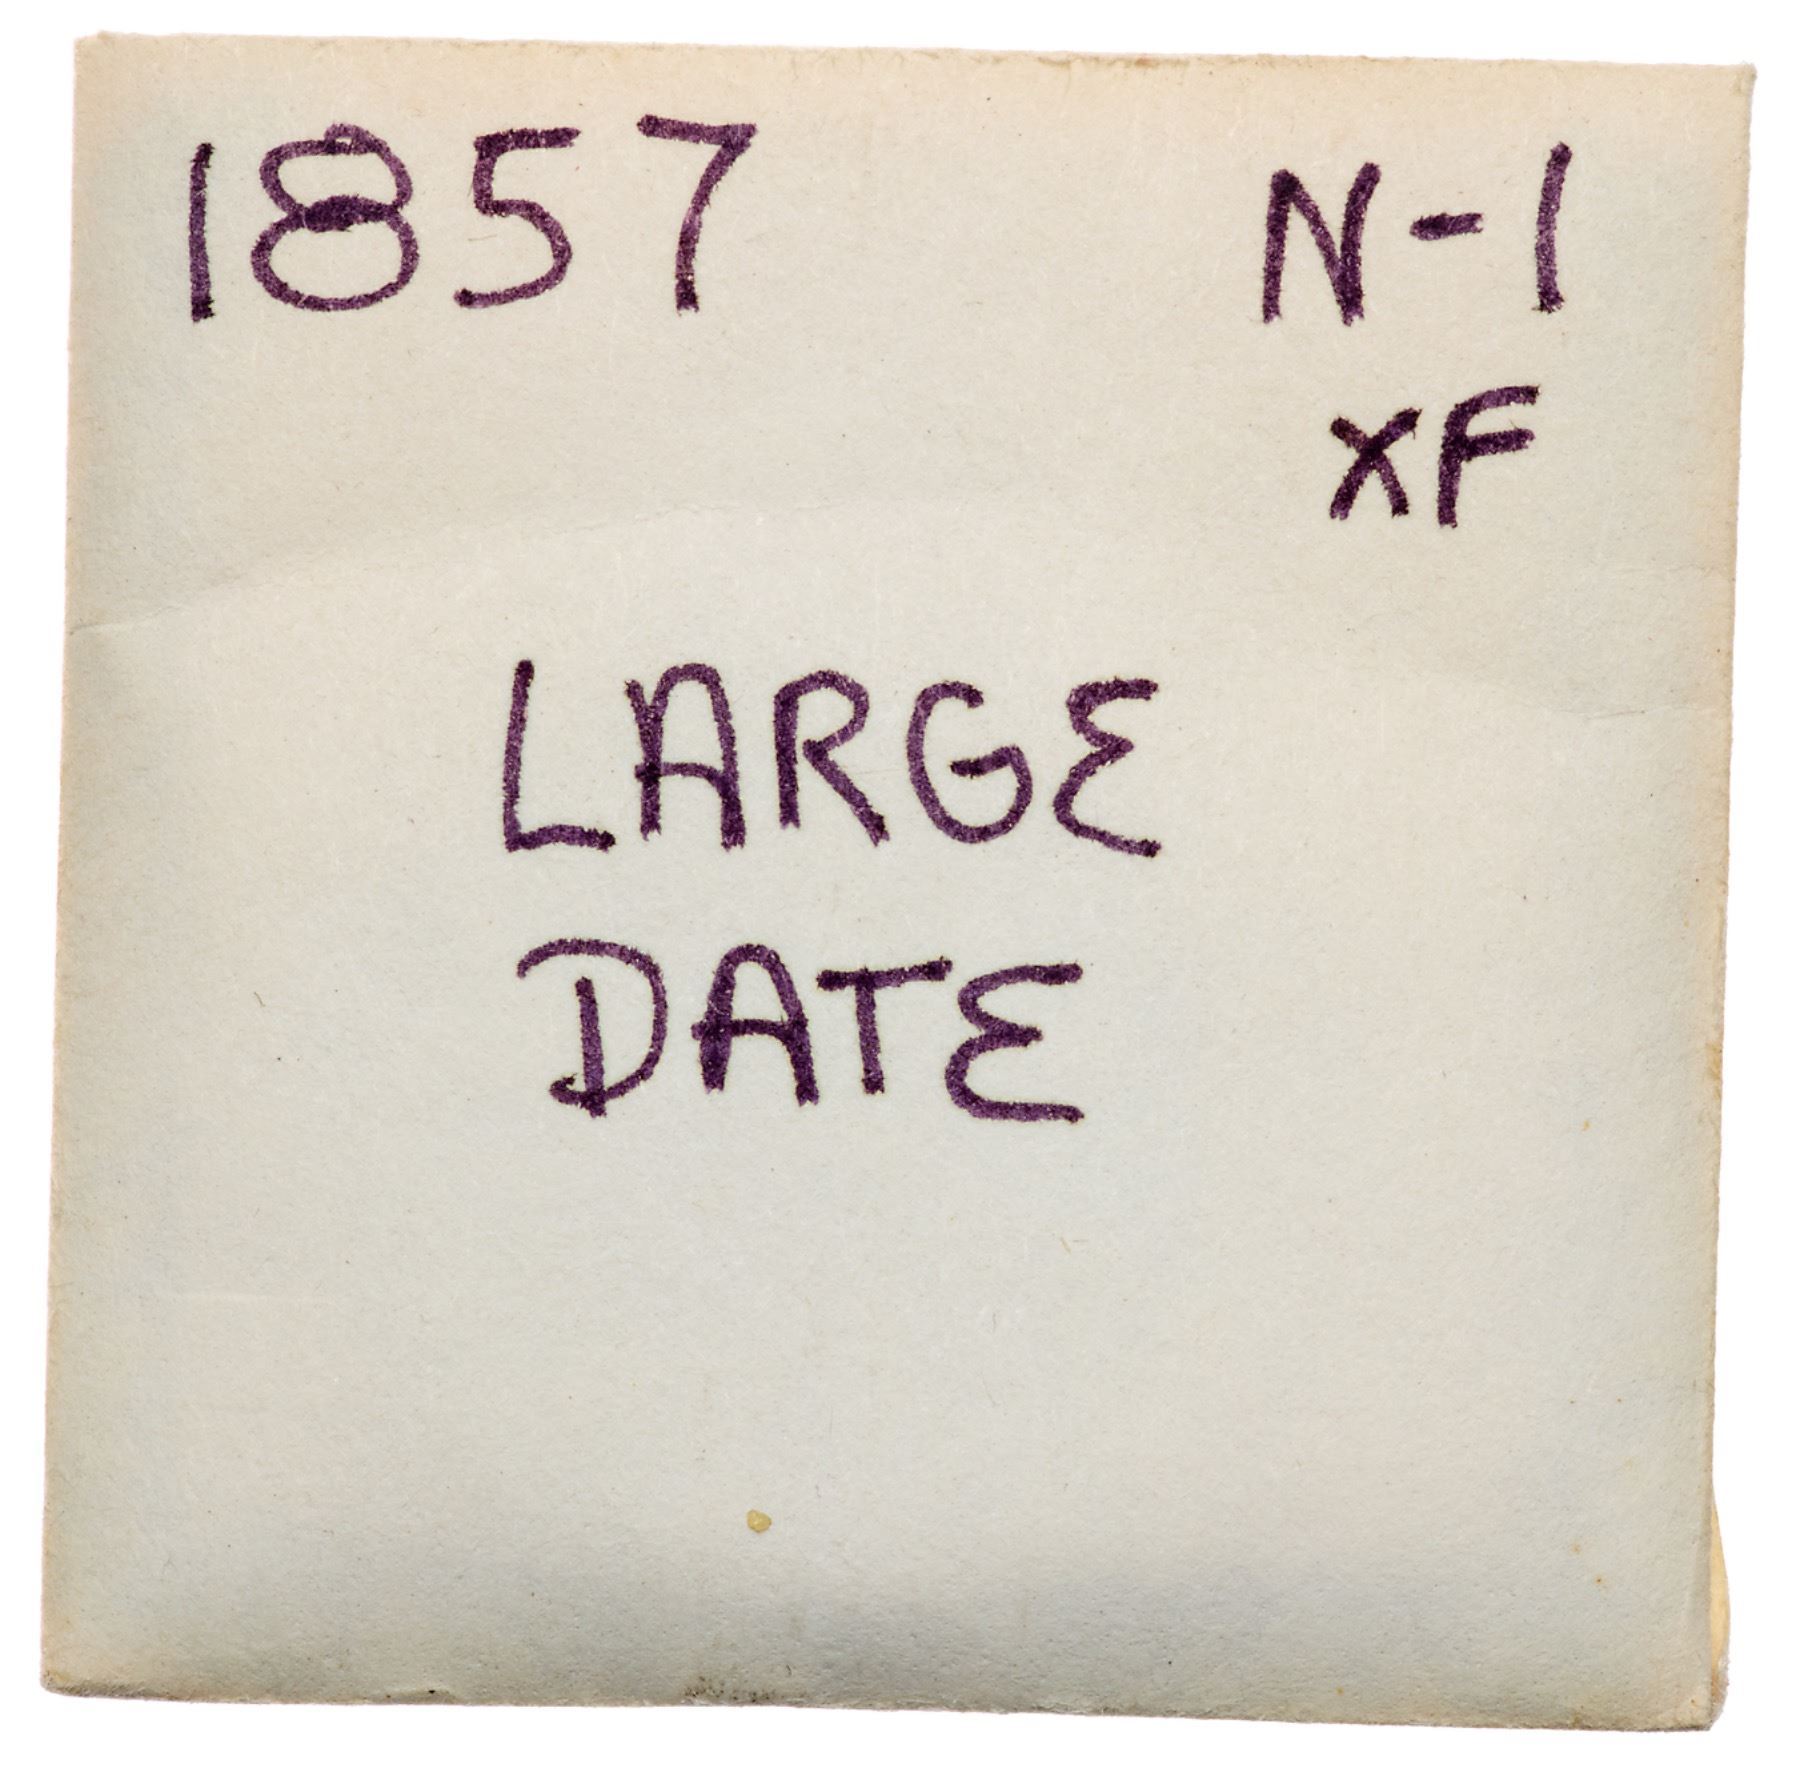 1857 N-1
XF
LARGE
DATE